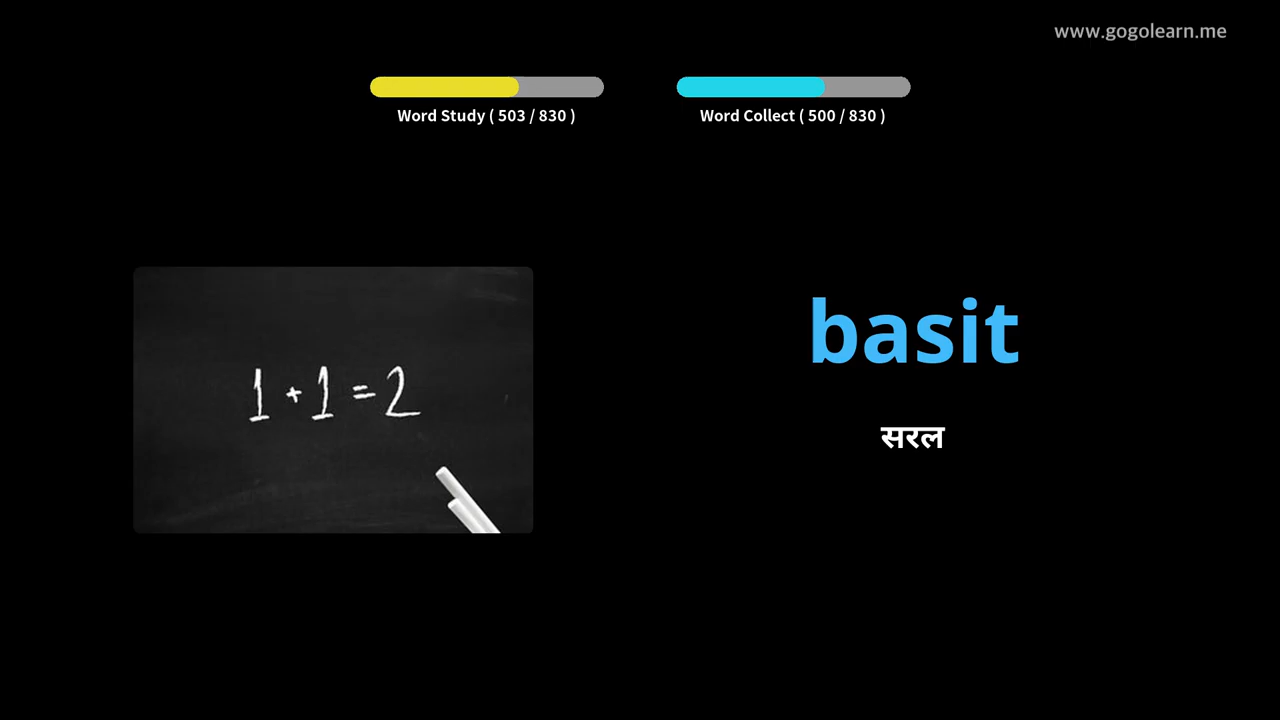 www.gogolearn.me
Word Study ( 503 / 830 )
Word Collect ( 500 / 830 )
1 + 1 = 2
basit
सरल